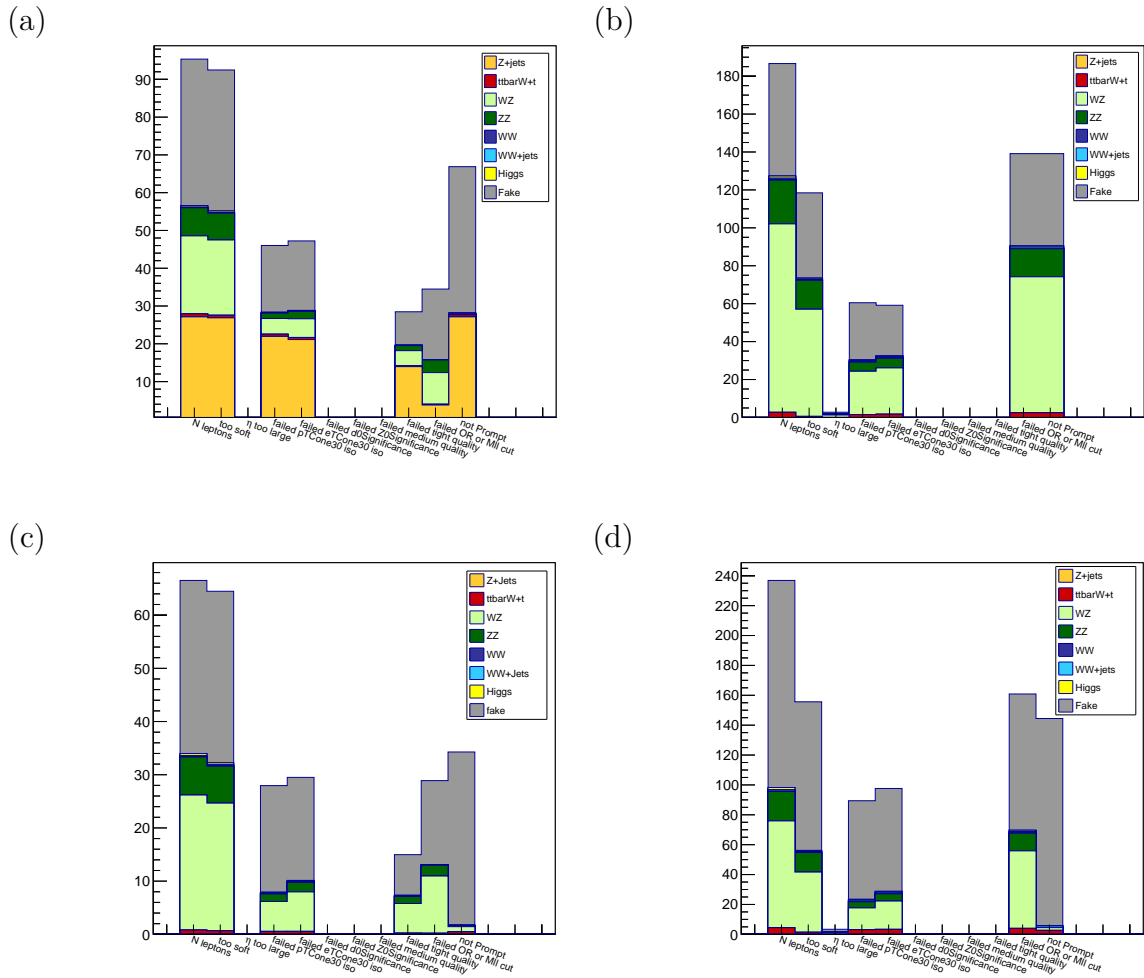 (a)
90
80
70
60
50
40
30
20
10
Z+jets
ttbarW+t
WZ
ZZ
WW
WW+jets
Higgs
Fake
N leptons
too soft
η too large
failed pTCone30 iso
failed eTCone30 iso
failed d0Significance
failed Z0Significance
failed medium quality
failed tight quality
failed OR or Mll cut
not Prompt
(b)
180
160
140
120
100
80
60
40
20
0
Z+jets
ttbarW+t
WZ
ZZ
WW
WW+jets
Higgs
Fake
N leptons
too soft
η too large
failed pTCone30 iso
failed eTCone30 iso
failed d0Significance
failed Z0Significance
failed medium quality
failed tight quality
failed OR or Mll cut
not Prompt
(c)
60
50
40
30
20
10
0
Z+Jets
ttbarW+t
WZ
ZZ
WW
WW+Jets
Higgs
fake
N leptons
too soft
η too large
failed pTCone30 iso
failed eTCone30 iso
failed d0Significance
failed Z0Significance
failed medium quality
failed tight quality
failed OR or Mll cut
not Prompt
(d)
240
220
200
180
160
140
120
100
80
60
40
20
0
Z+jets
ttbarW+t
WZ
ZZ
WW
WW+jets
Higgs
Fake
N leptons
too soft
η too large
failed pTCone30 iso
failed eTCone30 iso
failed d0Significance
failed Z0Significance
failed medium quality
failed tight quality
failed OR or Mll cut
not Prompt